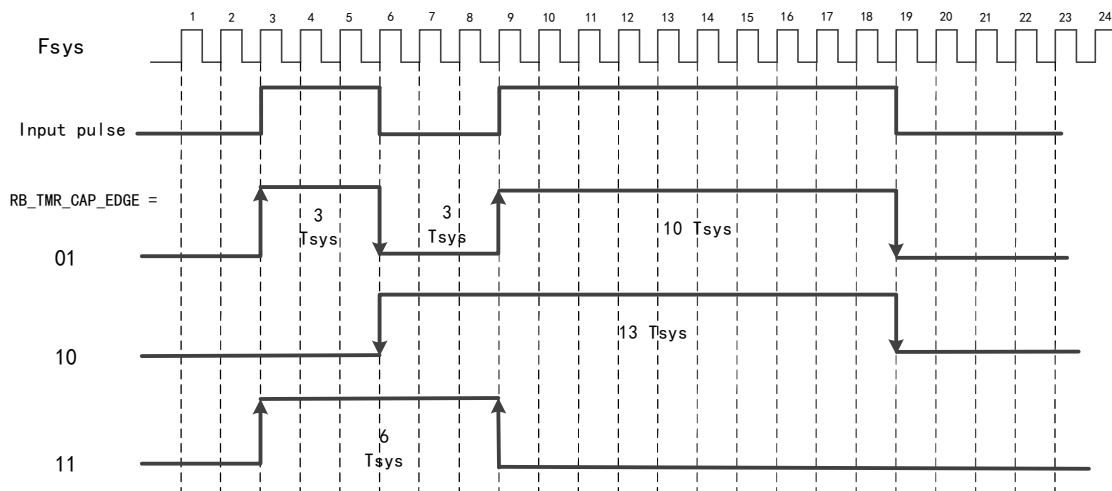 1 2 3 4 5 6 7 8 9 10 11 12 13 14 15 16 17 18 19 20 21 22 23 24
Fsys
Input pulse
RB_TMR_CAP_EDGE =
3
Tsys
3
Tsys
10 Tsys
01
13 Tsys
10
6
Tsys
11